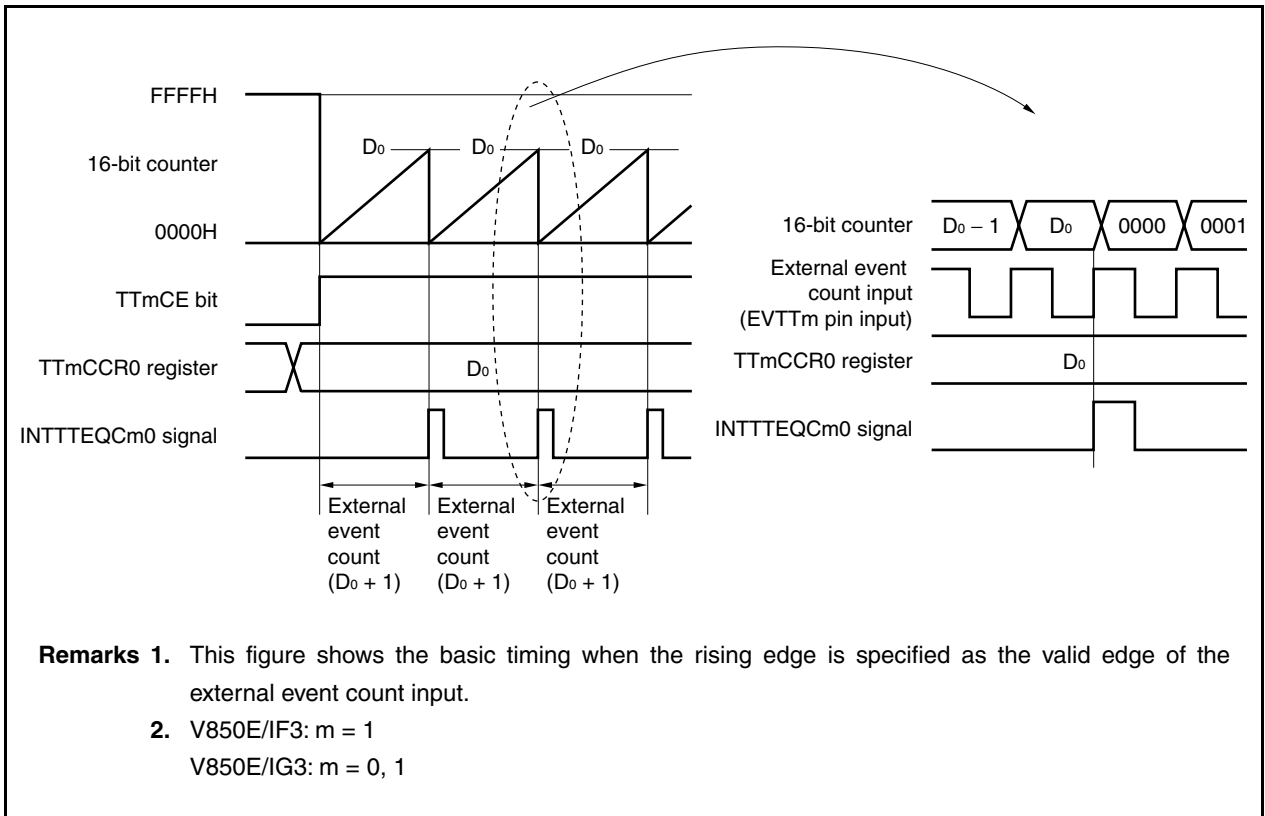 FFFFH
16-bit counter
0000H
D0
D0
D0
TTmCE bit
TTmCCR0 register
D0
INTTTEQCm0 signal
External
event
count
(D0 + 1)
External
event
count
(D0 + 1)
External
event
count
(D0 + 1)
16-bit counter
D0 – 1
D0
0000
0001
External event
count input
(EVTTm pin input)
TTmCCR0 register
D0
INTTTEQCm0 signal
Remarks 1. This figure shows the basic timing when the rising edge is specified as the valid edge of the
external event count input.
2. V850E/IF3: m = 1
V850E/IG3: m = 0, 1